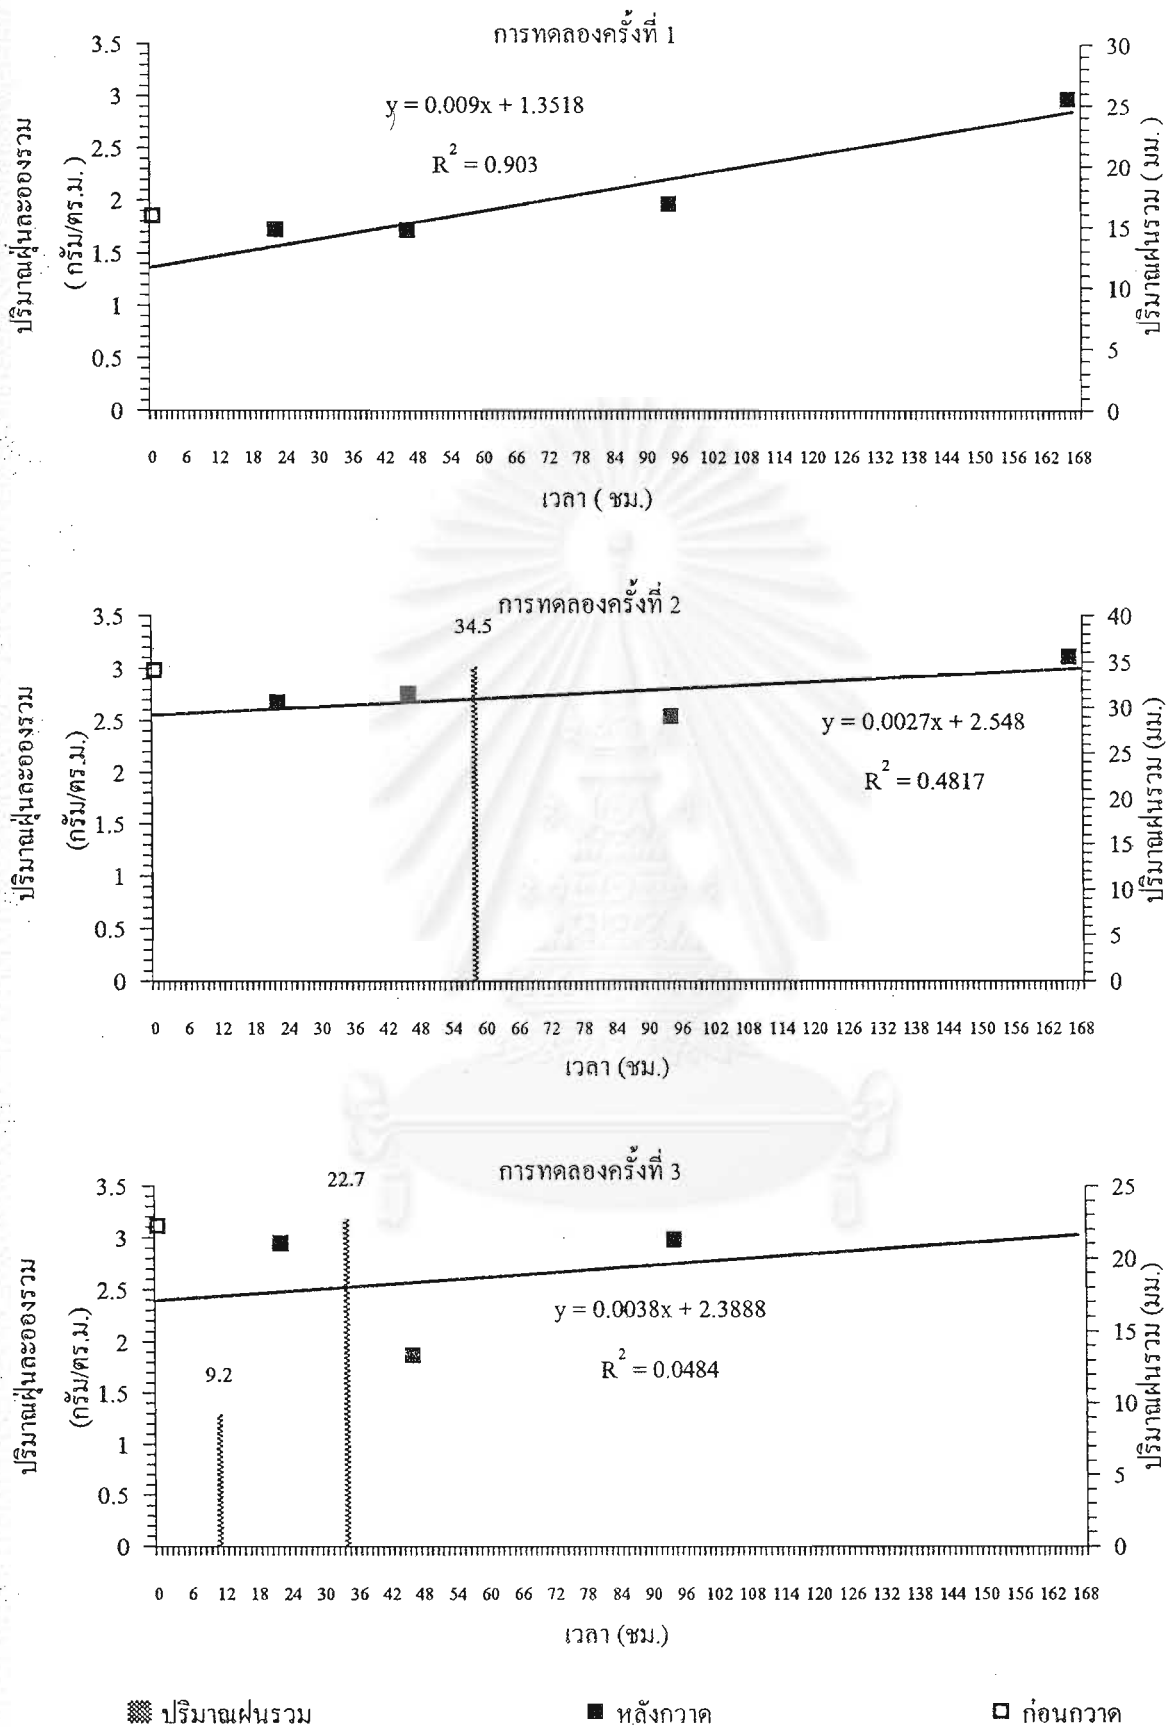 การทดลองครั้งที่ 1
ปริมาณฝุ่นละอองรวม
( กรัม/ตร.ม. )
3.5
3
2.5
2
1.5
1
0.5
0
y = 0.009x + 1.3518
R² = 0.903
30
25
20
15
10
5
0
ปริมาณฝนรวม ( มม. )
0 6 12 18 24 30 36 42 48 54 60 66 72 78 84 90 96 102 108 114 120 126 132 138 144 150 156 162 168
เวลา ( ชม.)
การทดลองครั้งที่ 2
ปริมาณฝุ่นละอองรวม
(กรัม/ตร.ม.)
3.5
3
2.5
2
1.5
1
0.5
0
34.5
y = 0.0027x + 2.548
R² = 0.4817
40
35
30
25
20
15
10
5
0
ปริมาณฝนรวม (มม.)
0 6 12 18 24 30 36 42 48 54 60 66 72 78 84 90 96 102 108 114 120 126 132 138 144 150 156 162 168
เวลา (ชม.)
การทดลองครั้งที่ 3
ปริมาณฝุ่นละอองรวม
(กรัม/ตร.ม.)
3.5
3
2.5
2
1.5
1
0.5
0
22.7
9.2
y = 0.0038x + 2.3888
R² = 0.0484
25
20
15
10
5
0
ปริมาณฝนรวม (มม.)
0 6 12 18 24 30 36 42 48 54 60 66 72 78 84 90 96 102 108 114 120 126 132 138 144 150 156 162 168
เวลา (ชม.)
ปริมาณฝนรวม
หลังกวาด
ก่อนกวาด